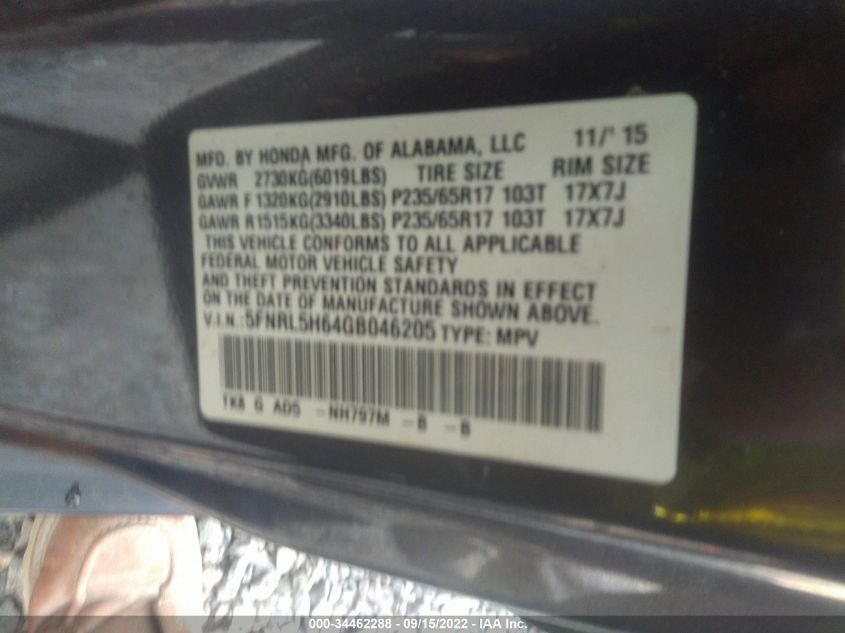 MFD. BY HONDA MFG. OF ALABAMA, LLC 11/'15
GVWR 2730KG(6019LBS) TIRE SIZE RIM SIZE
GAWR F 1320KG(2910LBS) P235/65R17 103T 17X7J
GAWR R1515KG(3340LBS) P235/65R17 103T 17X7J
THIS VEHICLE CONFORMS TO ALL APPLICABLE
FEDERAL MOTOR VEHICLE SAFETY
AND THEFT PREVENTION STANDARDS IN EFFECT
ON THE DATE OF MANUFACTURE SHOWN ABOVE.
V.I.N.:5FNRL5H64GB046205 TYPE: MPV
TK8 G AD5 -NH797M -B -B
000-34462288 - 09/15/2022 - US - IAA Inc.